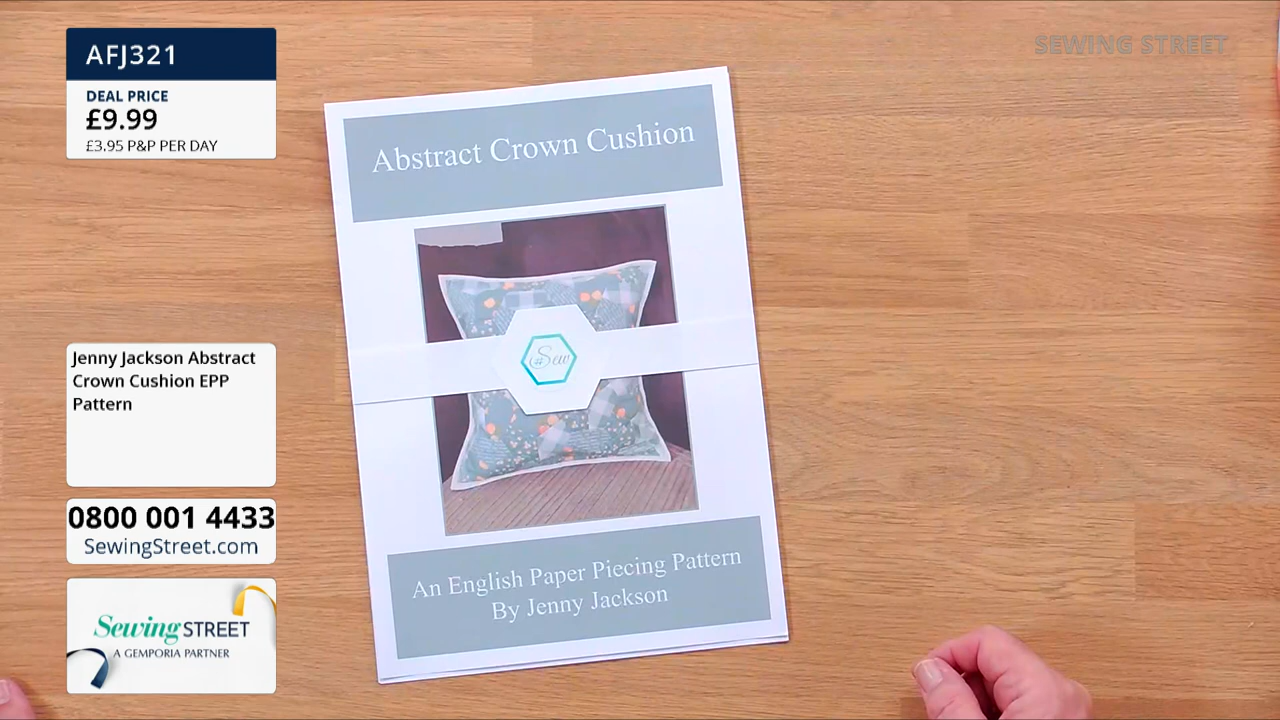 AFJ321
DEAL PRICE
£9.99
£3.95 P&P PER DAY
SEWING STREET
Abstract Crown Cushion
#Sew
An English Paper Piecing Pattern
By Jenny Jackson
Jenny Jackson Abstract
Crown Cushion EPP
Pattern
0800 001 4433
SewingStreet.com
Sewing STREET
A GEMPORIA PARTNER